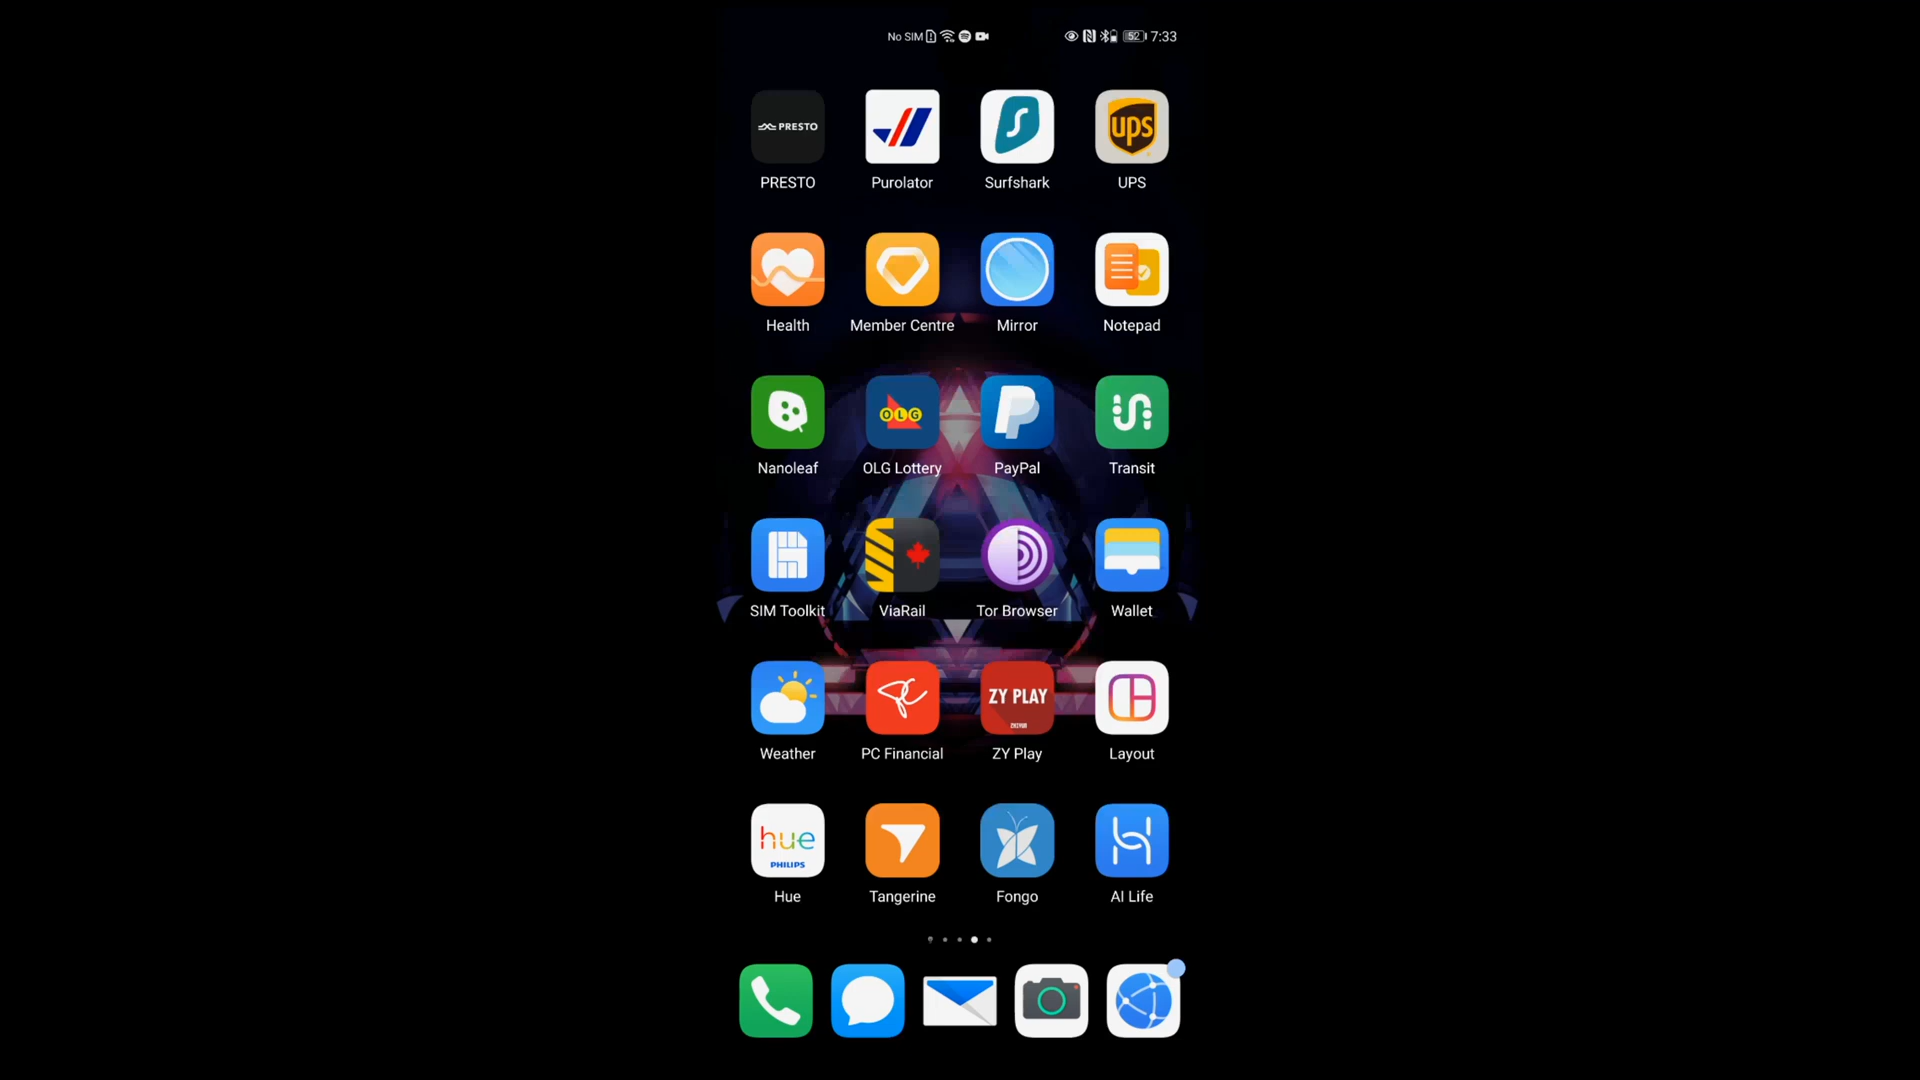 No SIM 52 7:33
PRESTO ups
PRESTO Purolator Surfshark UPS
Health Member Centre Mirror Notepad
OLG
Nanoleaf OLG Lottery PayPal Transit
SIM Toolkit ViaRail Tor Browser Wallet
ZY PLAY
ZHIYUN
Weather PC Financial ZY Play Layout
hue
PHILIPS
Hue Tangerine Fongo AI Life